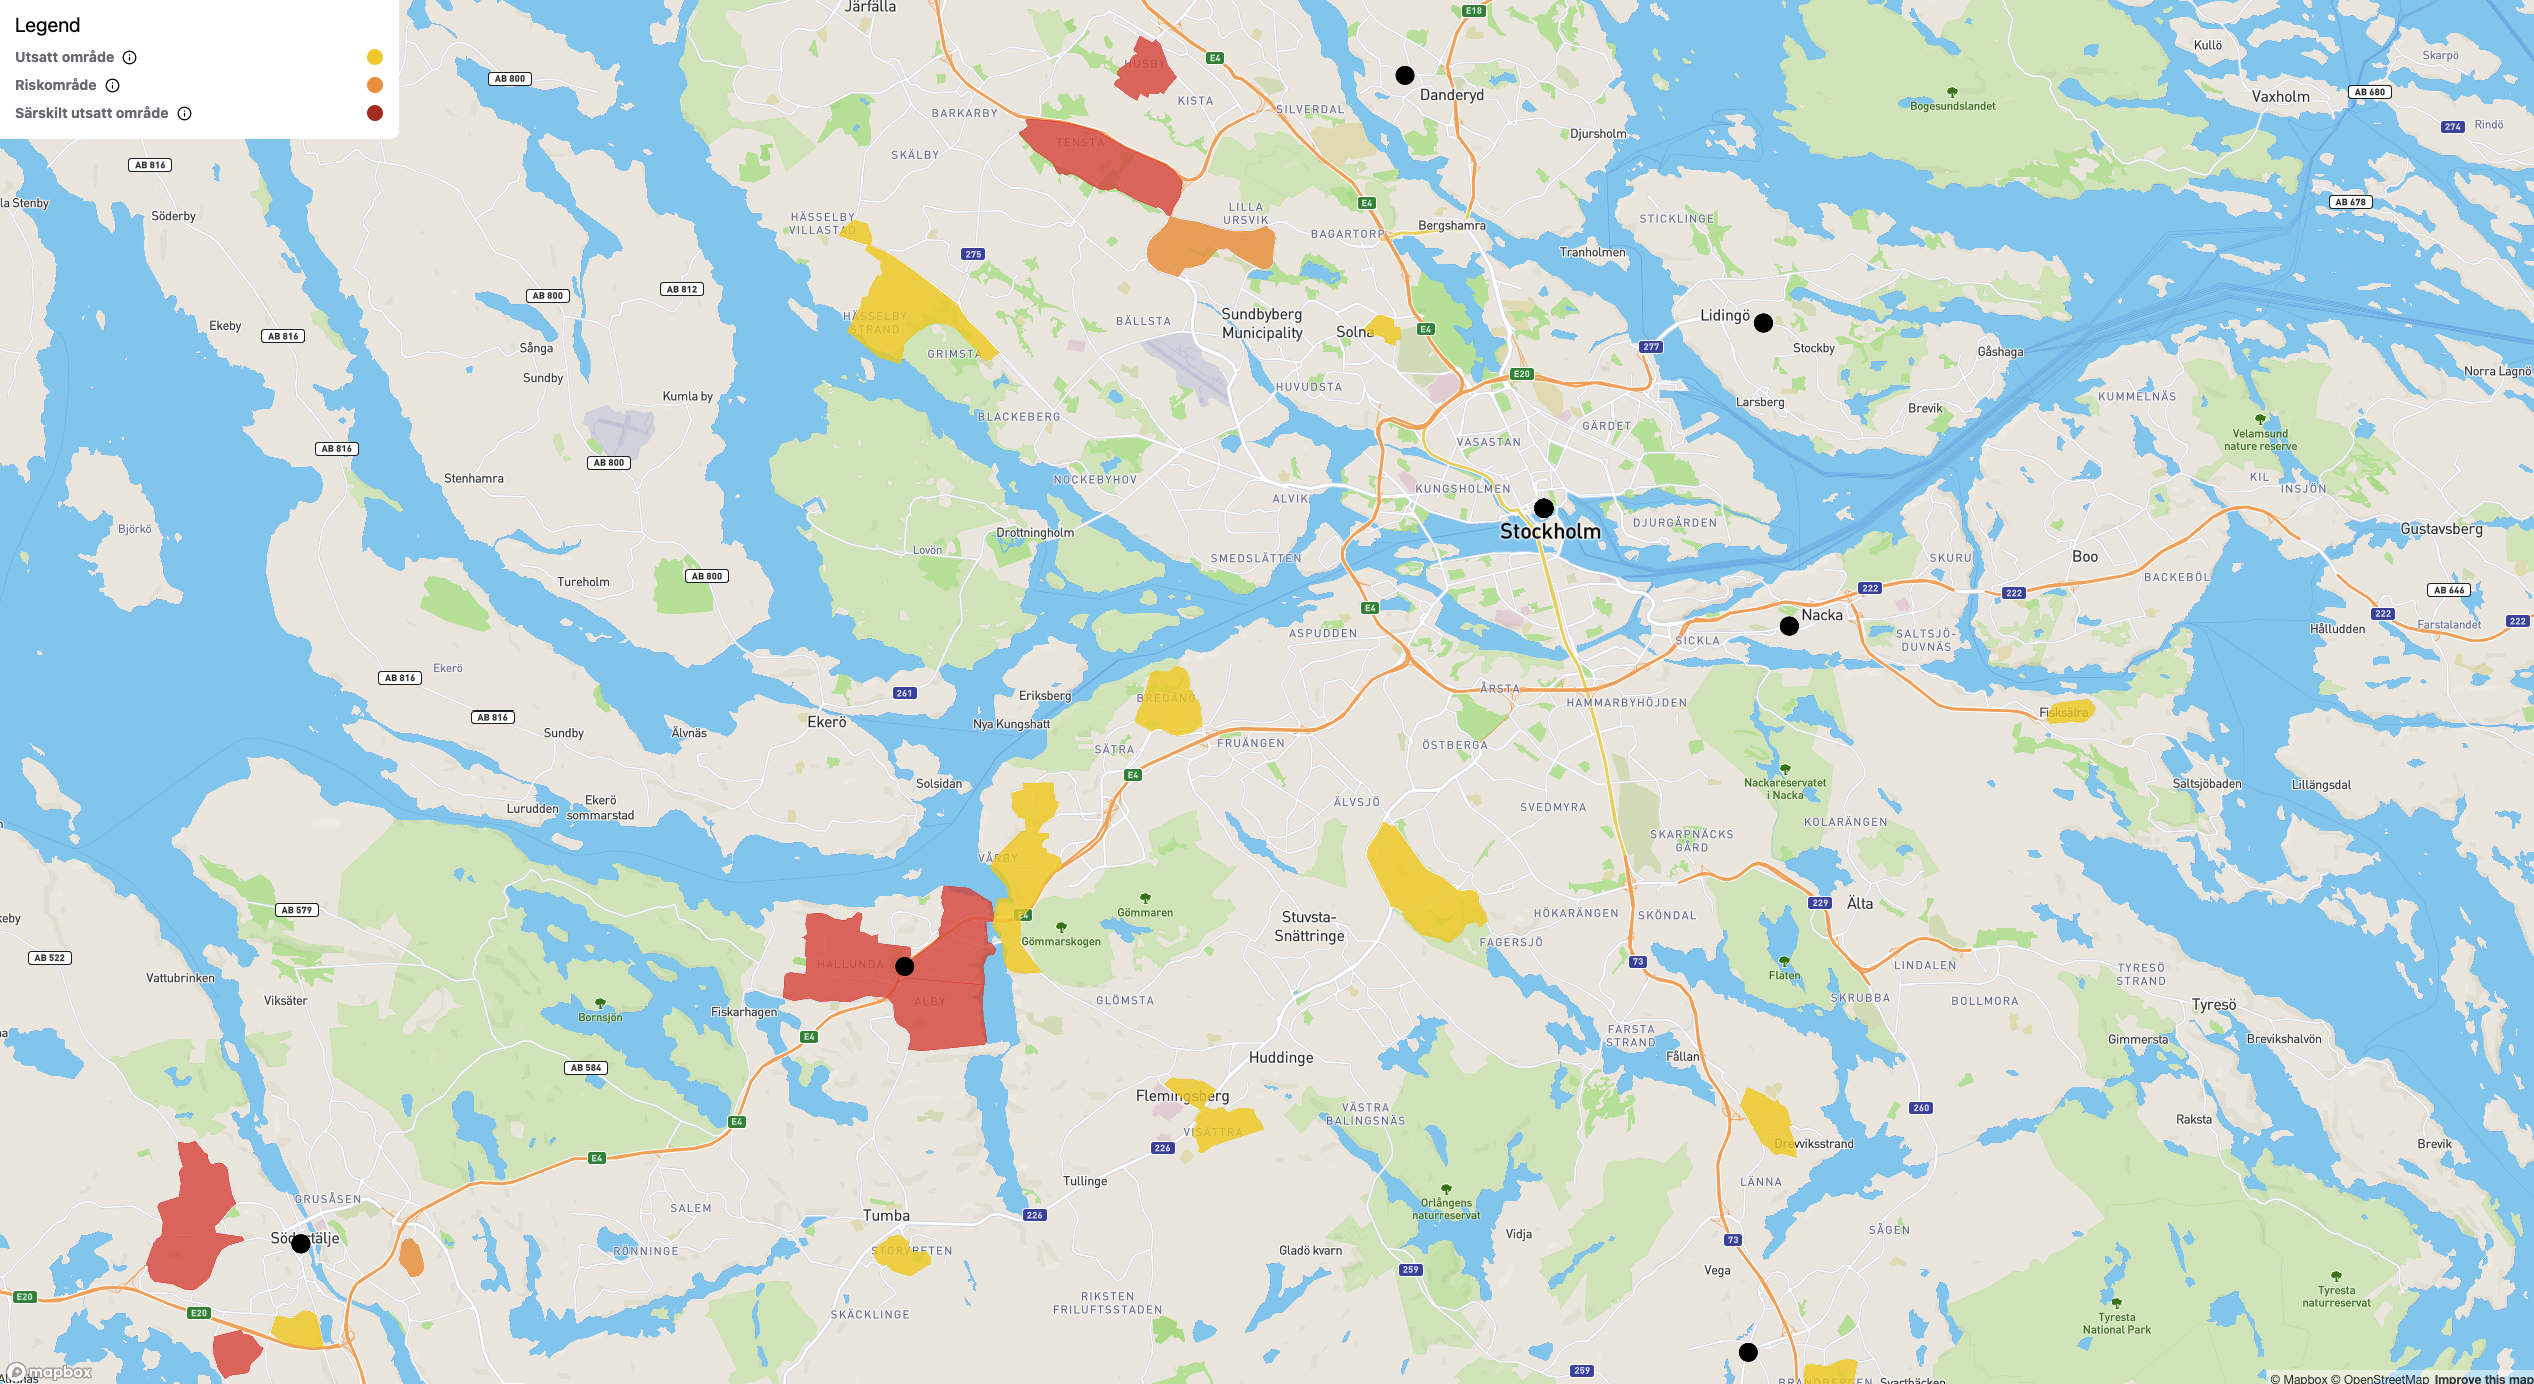 Legend
Utsatt område
Riskområde
Särskilt utsatt område
Järfälla
E18
Kullö
Skarpö
AB 800
HUSBY
E4
Danderyd
KISTA
SILVERDAL
Bogesundslandet
Vaxholm
AB 680
274
Rindö
BARKARBY
Djursholm
TENSTA
SKÄLBY
AB 816
la Stenby
Söderby
HÄSSELBY
VILLASTAD
LILLA
URSVIK
E4
BAGARTORP
Bergshamra
STICKLINGE
AB 678
275
Tranholmen
AB 812
AB 800
Ekeby
AB 816
HÄSSELBY
STRAND
BÄLLSTA
Sundbyberg
Municipality
Solna
E4
Lidingö
277
Stockby
Gåshaga
Sånga
GRIMSTA
Sundby
E20
Norra Lagnö
HUVUDSTA
Kumla by
Larsberg
Brevik
KUMMELNÄS
BLACKEBERG
GÄRDET
VASASTAN
Velamsund
nature reserve
AB 816
AB 800
Stenhamra
NOCKEBYHOV
KUNGSHOLMEN
ALVIK
KIL
INSJÖN
Björkö
Drottningholm
Stockholm
DJURGÅRDEN
Gustavsberg
Lovön
SMEDSLÄTTEN
SKURU
Boo
BACKEBÖL
Tureholm
AB 800
222
222
AB 646
E4
Nacka
222
222
Farstalandet
Hålludden
ASPUDDEN
SICKLA
SALTSJÖ-
DUVNÄS
Ekerö
AB 816
261
Eriksberg
BREDÄNG
ÅRSTA
HAMMARBYHÖJDEN
AB 816
Ekerö
Nya Kungshatt
Fisksätra
Sundby
Älvnäs
SÄTRA
FRUÄNGEN
ÖSTBERGA
E4
Nackareservatet
i Nacka
Solsidan
Saltsjöbaden
Lillängsdal
Lurudden
Ekerö
sommarstad
ÄLVSJÖ
SVEDMYRA
KOLARÄNGEN
SKARPNÄCKS
GÅRD
VÅRBY
AB 579
Gömmaren
E4
Stuvsta-
Snättringe
HÖKARÄNGEN
SKÖNDAL
229
Älta
Gömmarskogen
FAGERSJÖ
AB 522
HALLUNDA
73
Flaten
LINDALEN
TYRESÖ
STRAND
Vattubrinken
Viksäter
ALBY
GLÖMSTA
SKRUBBA
BOLLMORA
Tyresö
Bornsjön
Fiskarhagen
E4
FARSTA
STRAND
Gimmersta
Brevikshalvön
AB 584
Huddinge
Fållan
Flemingsberg
VÄSTRA
BALINGSNÄS
260
Raksta
E4
VISÄTTRA
226
Drevviksstrand
Brevik
E4
Tullinge
LÄNNA
GRUSÅSEN
SALEM
Orlångens
naturreservat
Tumba
226
Södertälje
Vidja
SÅGEN
RÖNNINGE
STORVRETEN
Gladö kvarn
73
259
Vega
E20
E20
SKÄCKLINGE
RIKSTEN
FRILUFTSSTADEN
Tyresta
naturreservat
Tyresta
National Park
mapbox
259
BRANDBERGEN
Svartbäcken
© Mapbox © OpenStreetMap Improve this map